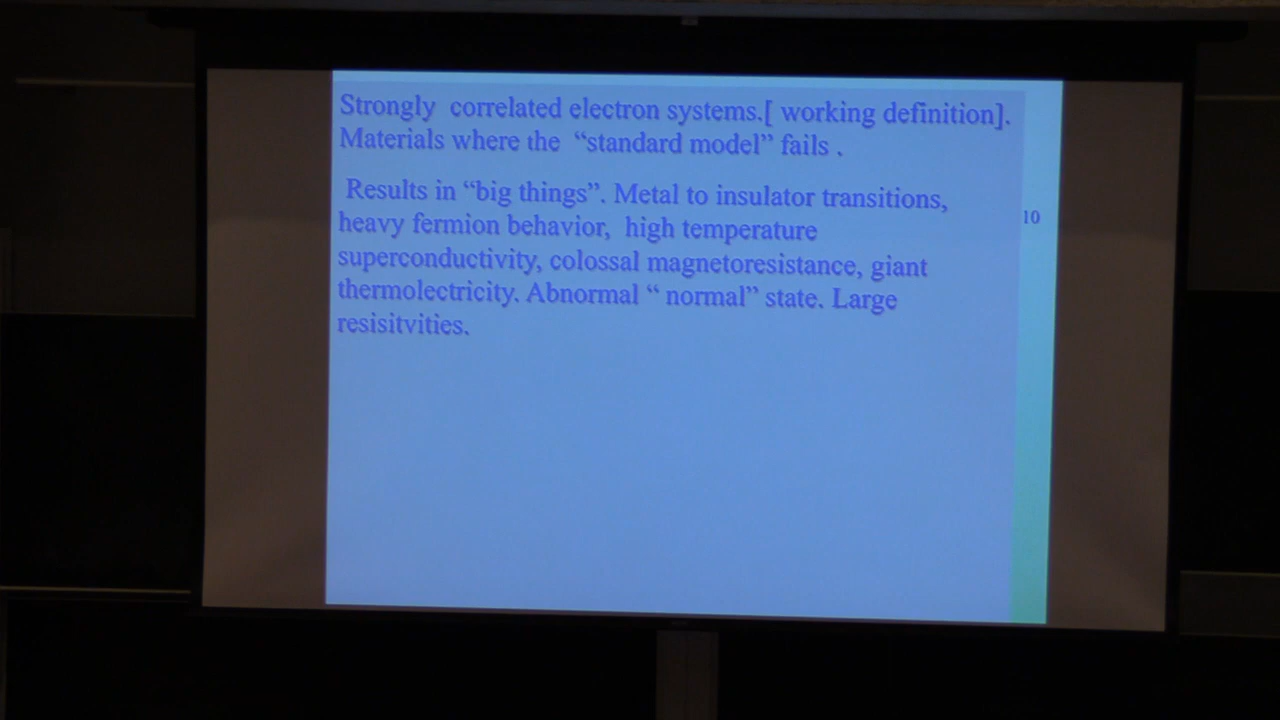 Strongly correlated electron systems.[ working definition].
Materials where the “standard model” fails .
Results in “big things”. Metal to insulator transitions,
10
heavy fermion behavior, high temperature
superconductivity, colossal magnetoresistance, giant
thermolectricity. Abnormal “ normal” state. Large
resisitvities.